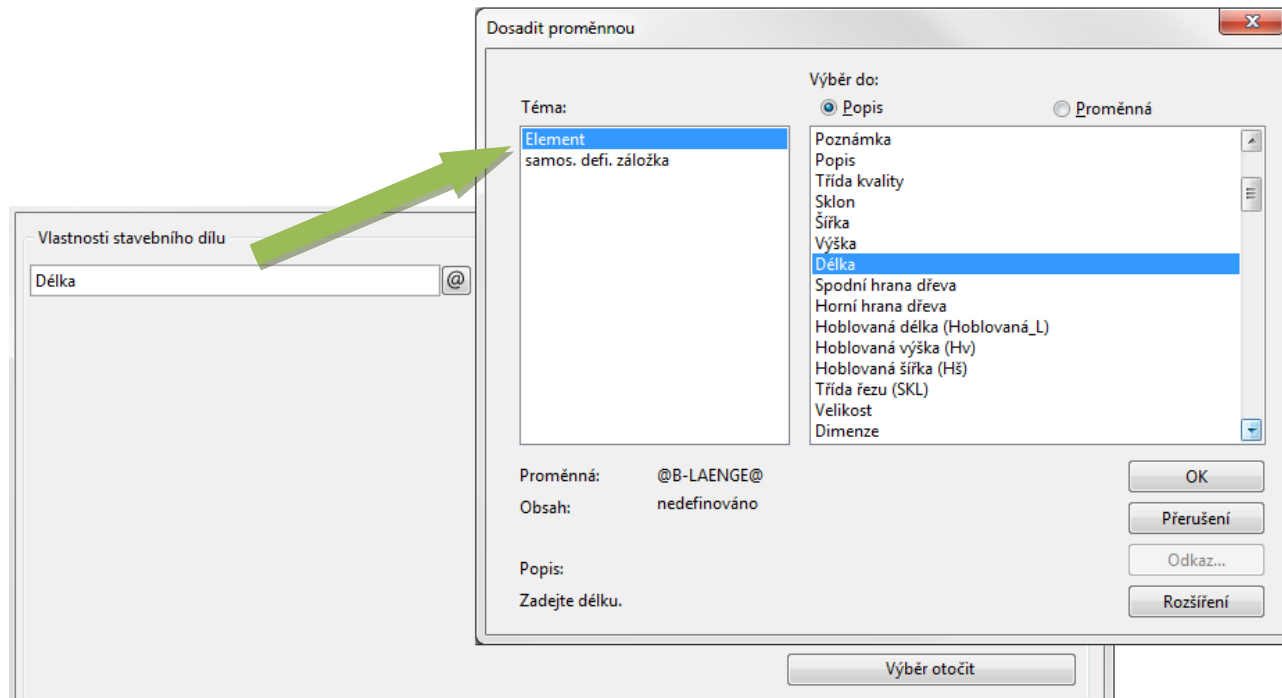 Dosadit proměnnou
Výběr do:
Téma:
Popis
Proměnná
Element
samos. defi. záložka
Poznámka
Popis
Třída kvality
Sklon
Šířka
Výška
Délka
Spodní hrana dřeva
Horní hrana dřeva
Hoblovaná délka (Hoblovaná_L)
Hoblovaná výška (Hv)
Hoblovaná šířka (Hš)
Třída řezu (SKL)
Velikost
Dimenze
Proměnná: @B-LAENGE@
Obsah: nedefinováno
Popis:
Zadejte délku.
OK
Přerušení
Odkaz...
Rozšíření
Vlastnosti stavebního dílu
Délka @
Výběr otočit